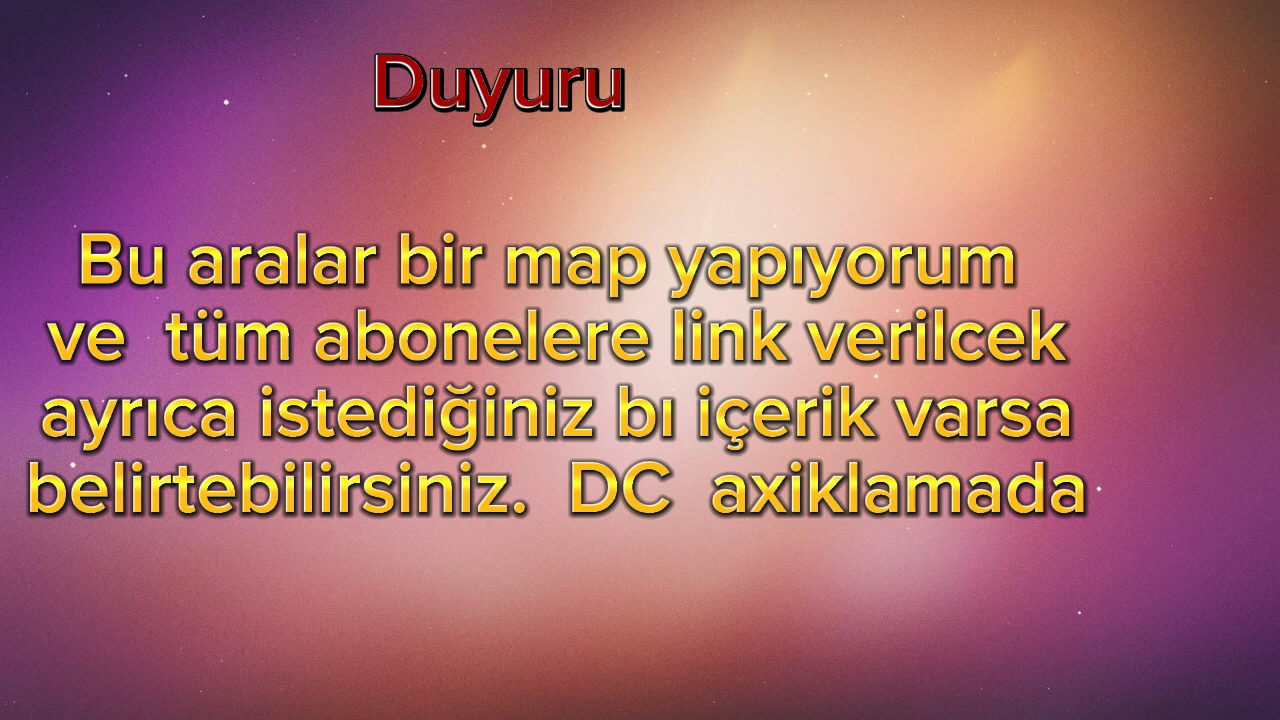 Duyuru
Bu aralar bir map yapıyorum
ve tüm abonelere link verilcek
ayrıca istediğiniz bı içerik varsa
belirtebilirsiniz. DC axiklamada